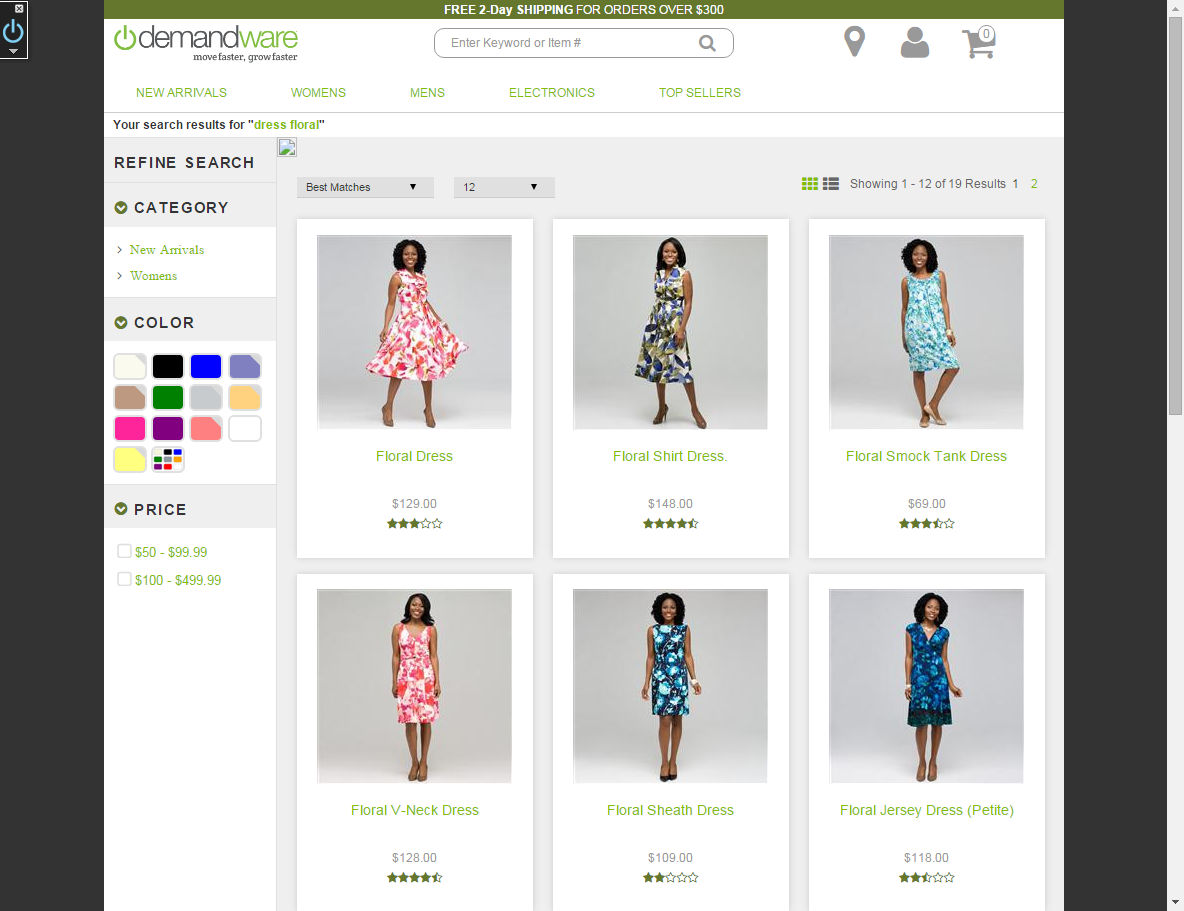 FREE 2-Day SHIPPING FOR ORDERS OVER $300
demandware
move faster, grow faster
Enter Keyword or Item #
0
NEW ARRIVALS
WOMENS
MENS
ELECTRONICS
TOP SELLERS
Your search results for "dress floral"
REFINE SEARCH
CATEGORY
New Arrivals
Womens
COLOR
PRICE
$50 - $99.99
$100 - $499.99
Best Matches
12
Showing 1 - 12 of 19 Results 1 2
Floral Dress
$129.00
Floral Shirt Dress.
$148.00
Floral Smock Tank Dress
$69.00
Floral V-Neck Dress
$128.00
Floral Sheath Dress
$109.00
Floral Jersey Dress (Petite)
$118.00